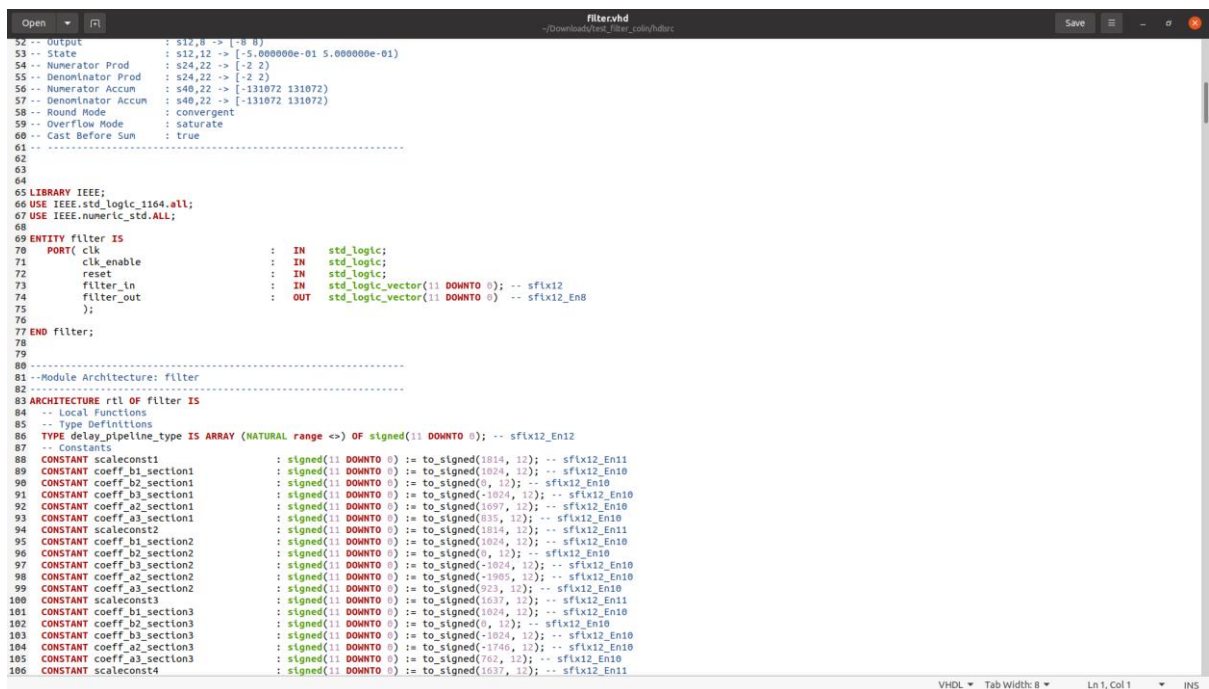 Open
filter.vhd
~/Downloads/test_filter_colin/hdlsrc
Save
52 -- Output : s12,8 -> [-8 8)
53 -- State : s12,12 -> [-5.000000e-01 5.000000e-01)
54 -- Numerator Prod : s24,22 -> [-2 2)
55 -- Denominator Prod : s24,22 -> [-2 2)
56 -- Numerator Accum : s40,22 -> [-131072 131072)
57 -- Denominator Accum : s40,22 -> [-131072 131072)
58 -- Round Mode : convergent
59 -- Overflow Mode : saturate
60 -- Cast Before Sum : true
61 -- -------------------------------------------------------------
62
63
64
65 LIBRARY IEEE;
66 USE IEEE.std_logic_1164.all;
67 USE IEEE.numeric_std.ALL;
68
69 ENTITY filter IS
70 PORT( clk : IN std_logic;
71 clk_enable : IN std_logic;
72 reset : IN std_logic;
73 filter_in : IN std_logic_vector(11 DOWNTO 0); -- sfix12
74 filter_out : OUT std_logic_vector(11 DOWNTO 0) -- sfix12_En8
75 );
76
77 END filter;
78
79
80 ----------------------------------------------------------------
81 --Module Architecture: filter
82 ----------------------------------------------------------------
83 ARCHITECTURE rtl OF filter IS
84 -- Local Functions
85 -- Type Definitions
86 TYPE delay_pipeline_type IS ARRAY (NATURAL range <>) OF signed(11 DOWNTO 0); -- sfix12_En12
87 -- Constants
88 CONSTANT scaleconst1 : signed(11 DOWNTO 0) := to_signed(1814, 12); -- sfix12_En11
89 CONSTANT coeff_b1_section1 : signed(11 DOWNTO 0) := to_signed(1024, 12); -- sfix12_En10
90 CONSTANT coeff_b2_section1 : signed(11 DOWNTO 0) := to_signed(0, 12); -- sfix12_En10
91 CONSTANT coeff_b3_section1 : signed(11 DOWNTO 0) := to_signed(-1024, 12); -- sfix12_En10
92 CONSTANT coeff_a2_section1 : signed(11 DOWNTO 0) := to_signed(1697, 12); -- sfix12_En10
93 CONSTANT coeff_a3_section1 : signed(11 DOWNTO 0) := to_signed(835, 12); -- sfix12_En10
94 CONSTANT scaleconst2 : signed(11 DOWNTO 0) := to_signed(1814, 12); -- sfix12_En11
95 CONSTANT coeff_b1_section2 : signed(11 DOWNTO 0) := to_signed(1024, 12); -- sfix12_En10
96 CONSTANT coeff_b2_section2 : signed(11 DOWNTO 0) := to_signed(0, 12); -- sfix12_En10
97 CONSTANT coeff_b3_section2 : signed(11 DOWNTO 0) := to_signed(-1024, 12); -- sfix12_En10
98 CONSTANT coeff_a2_section2 : signed(11 DOWNTO 0) := to_signed(-1905, 12); -- sfix12_En10
99 CONSTANT coeff_a3_section2 : signed(11 DOWNTO 0) := to_signed(923, 12); -- sfix12_En10
100 CONSTANT scaleconst3 : signed(11 DOWNTO 0) := to_signed(1637, 12); -- sfix12_En11
101 CONSTANT coeff_b1_section3 : signed(11 DOWNTO 0) := to_signed(1024, 12); -- sfix12_En10
102 CONSTANT coeff_b2_section3 : signed(11 DOWNTO 0) := to_signed(0, 12); -- sfix12_En10
103 CONSTANT coeff_b3_section3 : signed(11 DOWNTO 0) := to_signed(-1024, 12); -- sfix12_En10
104 CONSTANT coeff_a2_section3 : signed(11 DOWNTO 0) := to_signed(-1746, 12); -- sfix12_En10
105 CONSTANT coeff_a3_section3 : signed(11 DOWNTO 0) := to_signed(762, 12); -- sfix12_En10
106 CONSTANT scaleconst4 : signed(11 DOWNTO 0) := to_signed(1637, 12); -- sfix12_En11
VHDL Tab Width: 8 Ln 1, Col 1 INS